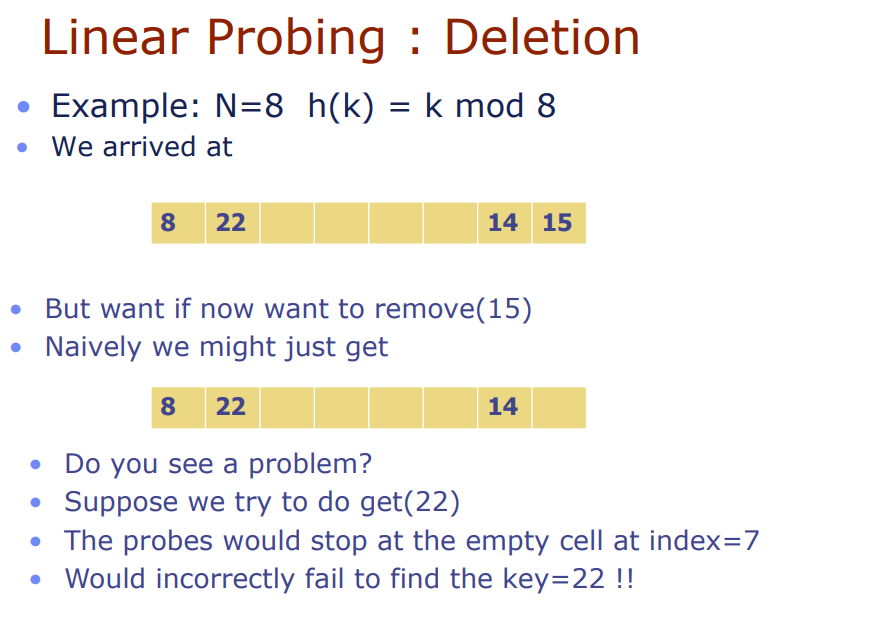 Linear Probing : Deletion
• Example: N=8 h(k) = k mod 8
• We arrived at
8 22 14 15
• But want if now want to remove(15)
• Naively we might just get
8 22 14
• Do you see a problem?
• Suppose we try to do get(22)
• The probes would stop at the empty cell at index=7
• Would incorrectly fail to find the key=22 !!